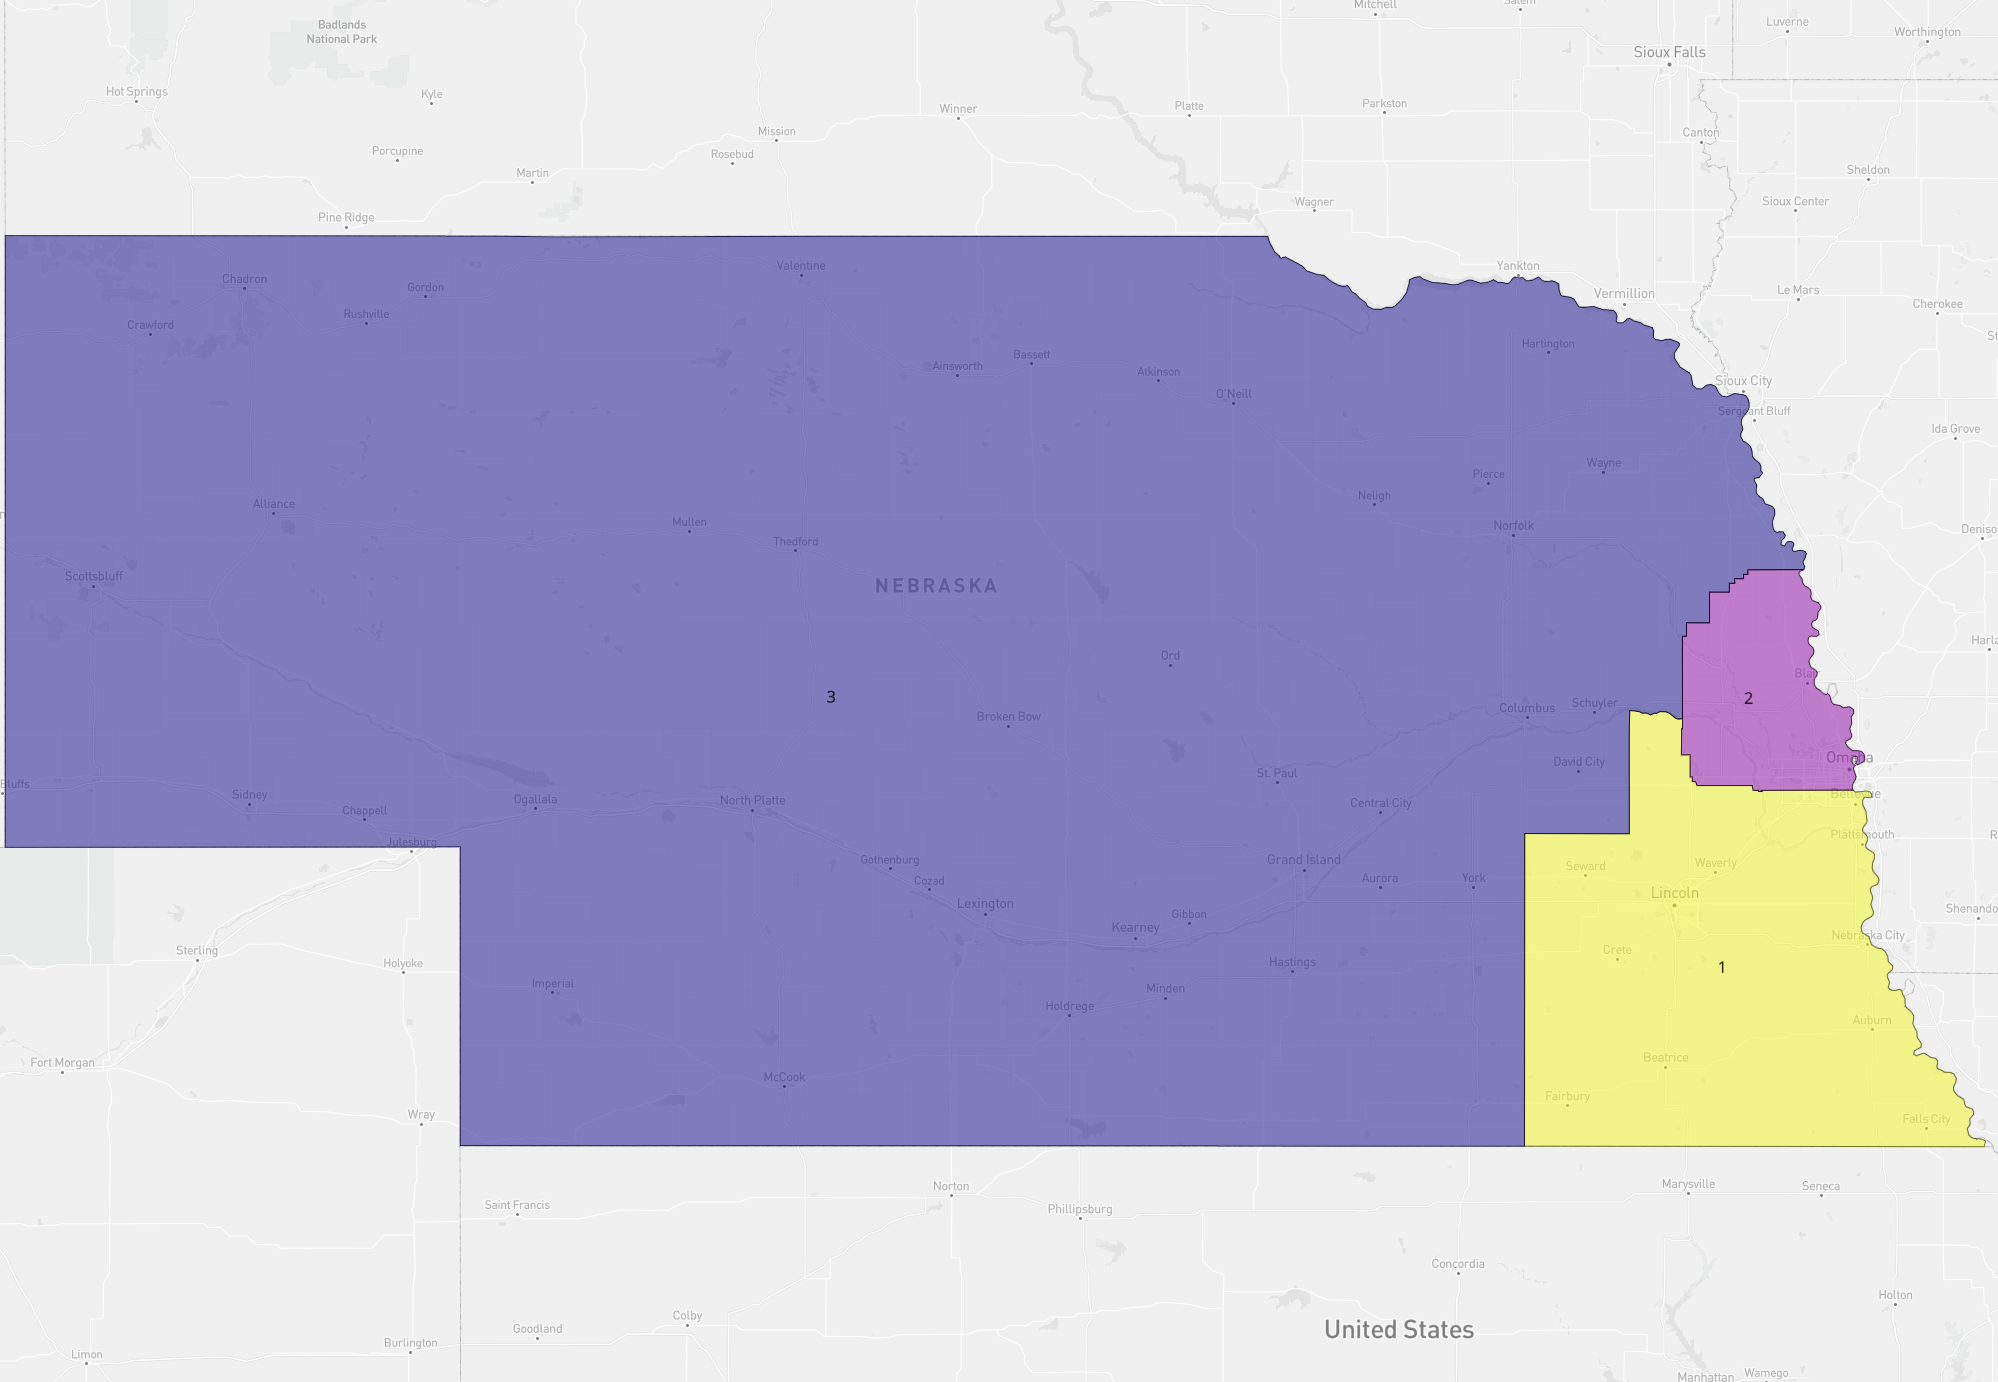 Mitchell
Salem
Badlands
National Park
Luverne
Worthington
Sioux Falls
Hot Springs
Kyle
Winner
Platte
Parkston
Mission
Canton
Porcupine
Rosebud
Martin
Sheldon
Wagner
Sioux Center
Pine Ridge
Valentine
Yankton
Chadron
Gordon
Vermillion
Le Mars
Cherokee
Rushville
Crawford
Hartington
Bassett
Ainsworth
Atkinson
Sioux City
O'Neill
Sergeant Bluff
Ida Grove
Wayne
Pierce
Neligh
Alliance
Mullen
Norfolk
Deniso
Thedford
Scottsbluff
NEBRASKA
Harla
Ord
Blair
3
2
Schuyler
Columbus
Broken Bow
Omaha
David City
St. Paul
Bluffs
Sidney
Ogallala
North Platte
Central City
Bellevue
Chappell
Plattsmouth
Julesburg
Gothenburg
Grand Island
Seward
Waverly
Cozad
Aurora
York
Lincoln
Lexington
Gibbon
Shenando
Kearney
Nebraska City
Sterling
Crete
Holyoke
Hastings
1
Imperial
Minden
Holdrege
Auburn
Fort Morgan
Beatrice
McCook
Fairbury
Wray
Falls City
Norton
Marysville
Seneca
Saint Francis
Phillipsburg
Concordia
Holton
Colby
Goodland
United States
Burlington
Limon
Manhattan
Wamego